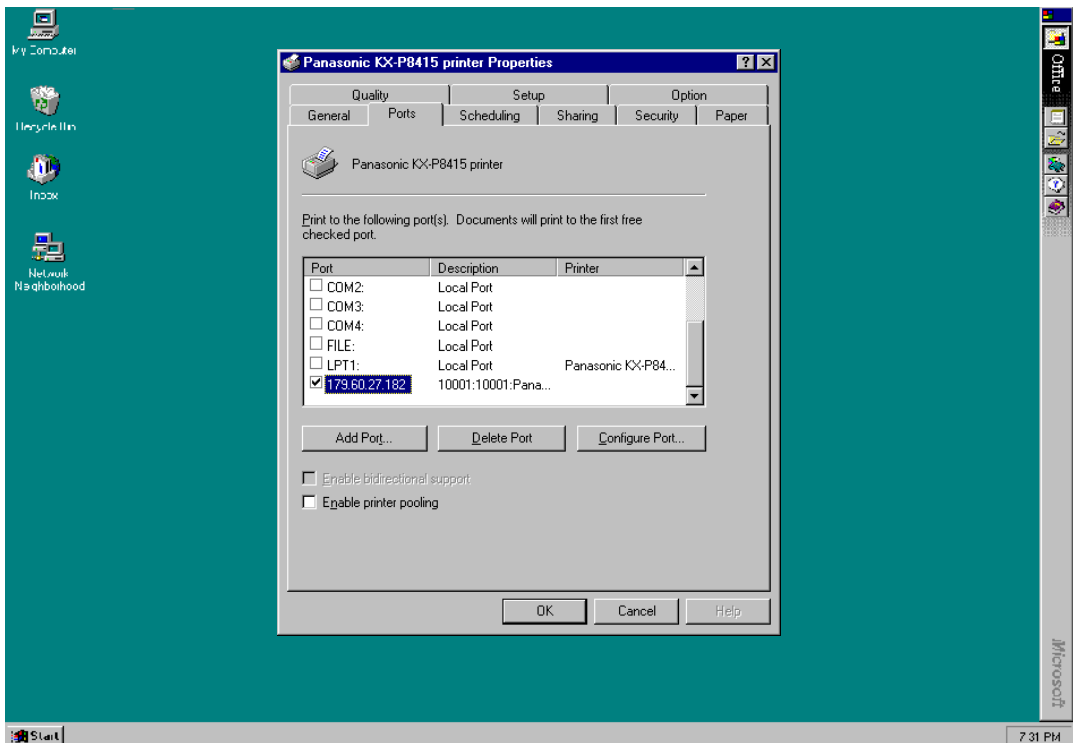 My Computer
Recycle Bin
Inbox
Network
Neighborhood
Panasonic KX-P8415 printer Properties
Quality Setup Option
General Ports Scheduling Sharing Security Paper
Panasonic KX-P8415 printer
Print to the following port(s). Documents will print to the first free
checked port.
Port Description Printer
COM2: Local Port
COM3: Local Port
COM4: Local Port
FILE: Local Port
LPT1: Local Port Panasonic KX-P84...
179.60.27.182 10001:10001:Pana...
Add Port... Delete Port Configure Port...
Enable bidirectional support
Enable printer pooling
OK Cancel Help
Office
Microsoft
Start
7 31 PM